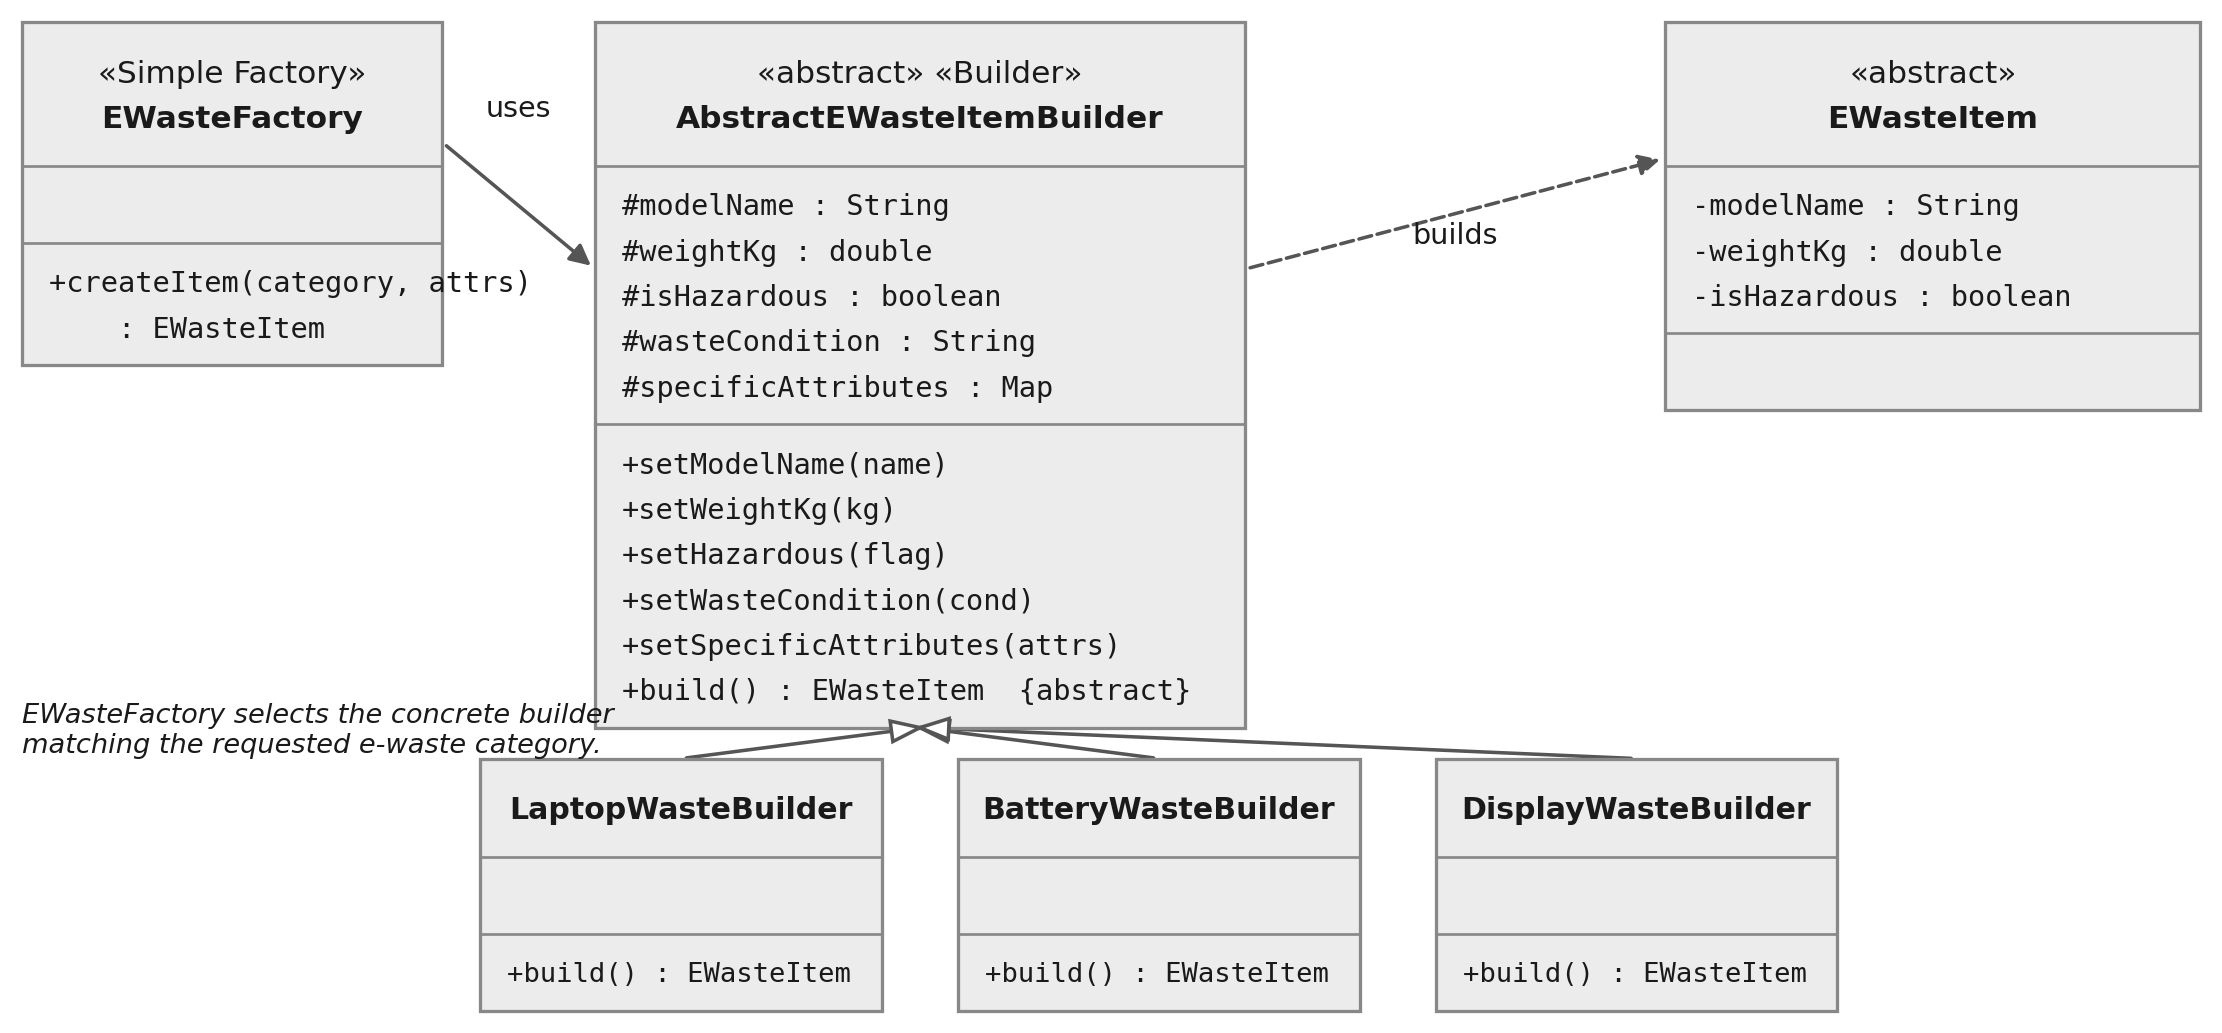 «Simple Factory»
EWasteFactory
+createItem(category, attrs)
    : EWasteItem
uses
«abstract» «Builder»
AbstractEWasteItemBuilder
#modelName : String
#weightKg : double
#isHazardous : boolean
#wasteCondition : String
#specificAttributes : Map
+setModelName(name)
+setWeightKg(kg)
+setHazardous(flag)
+setWasteCondition(cond)
+setSpecificAttributes(attrs)
+build() : EWasteItem  {abstract}
builds
«abstract»
EWasteItem
-modelName : String
-weightKg : double
-isHazardous : boolean
EWasteFactory selects the concrete builder
matching the requested e-waste category.
LaptopWasteBuilder
+build() : EWasteItem
BatteryWasteBuilder
+build() : EWasteItem
DisplayWasteBuilder
+build() : EWasteItem